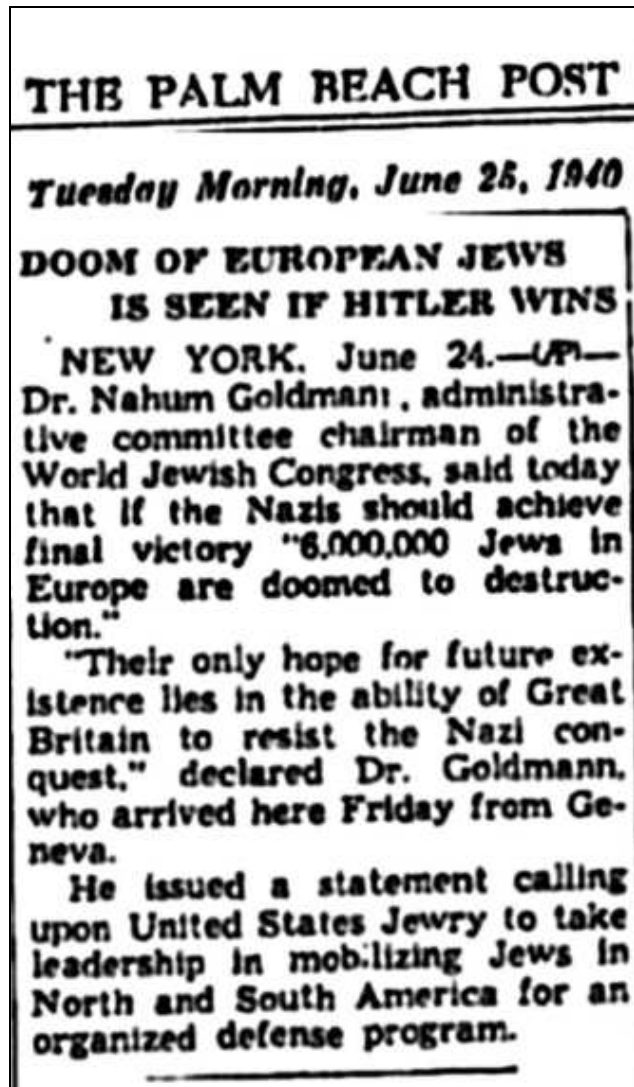 THE PALM BEACH POST
Tuesday Morning, June 25, 1940
DOOM OF EUROPEAN JEWS
IS SEEN IF HITLER WINS
NEW YORK, June 24.—(AP)—
Dr. Nahum Goldmann, administra-
tive committee chairman of the
World Jewish Congress, said today
that if the Nazis should achieve
final victory "6,000,000 Jews in
Europe are doomed to destruc-
tion."
"Their only hope for future ex-
istence lies in the ability of Great
Britain to resist the Nazi con-
quest," declared Dr. Goldmann,
who arrived here Friday from Ge-
neva.
He issued a statement calling
upon United States Jewry to take
leadership in mobilizing Jews in
North and South America for an
organized defense program.